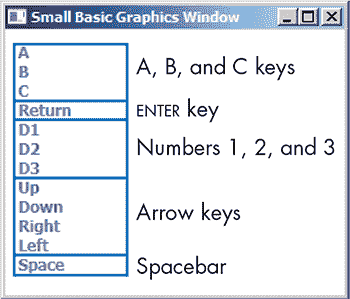 Small Basic Graphics Window
A
B
C
A, B, and C keys
Return
ENTER key
D1
D2
D3
Numbers 1, 2, and 3
Up
Down
Right
Left
Arrow keys
Space
Spacebar